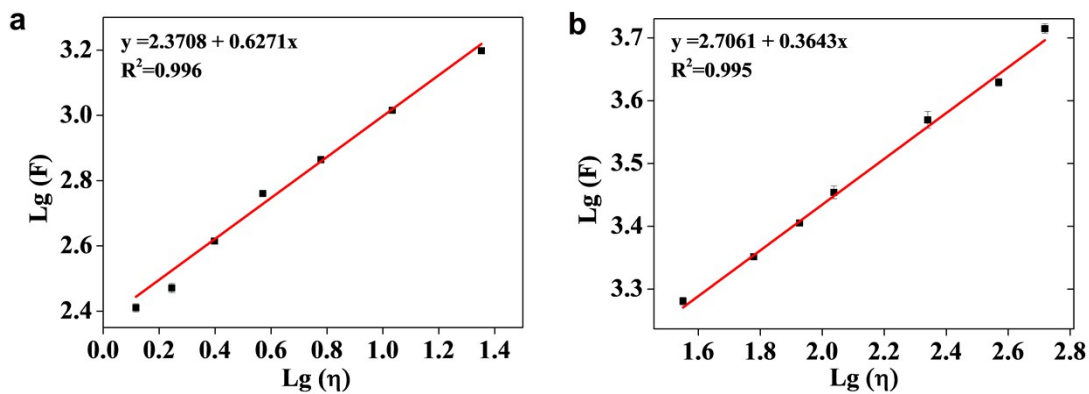 a
y =2.3708 + 0.6271x
R²=0.996
3.2
3.0
2.8
2.6
2.4
Lg (F)
0.0 0.2 0.4 0.6 0.8 1.0 1.2 1.4
Lg (η)
b
y =2.7061 + 0.3643x
R²=0.995
3.7
3.6
3.5
3.4
3.3
Lg (F)
1.6 1.8 2.0 2.2 2.4 2.6 2.8
Lg (η)